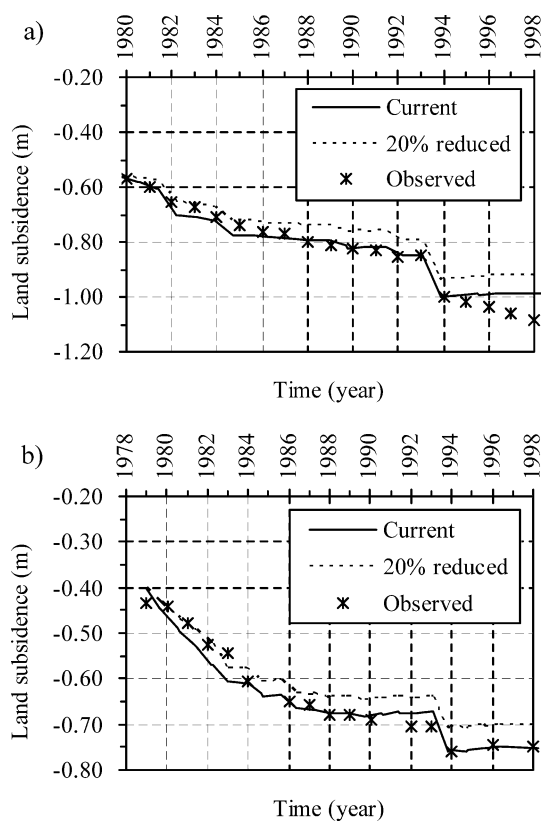 a)
1980 1982 1984 1986 1988 1990 1992 1994 1996 1998
-0.20
-0.40
-0.60
-0.80
-1.00
-1.20
Land subsidence (m)
Current
20% reduced
Observed
Time (year)
b)
1978 1980 1982 1984 1986 1988 1990 1992 1994 1996 1998
-0.20
-0.30
-0.40
-0.50
-0.60
-0.70
-0.80
Land subsidence (m)
Current
20% reduced
Observed
Time (year)